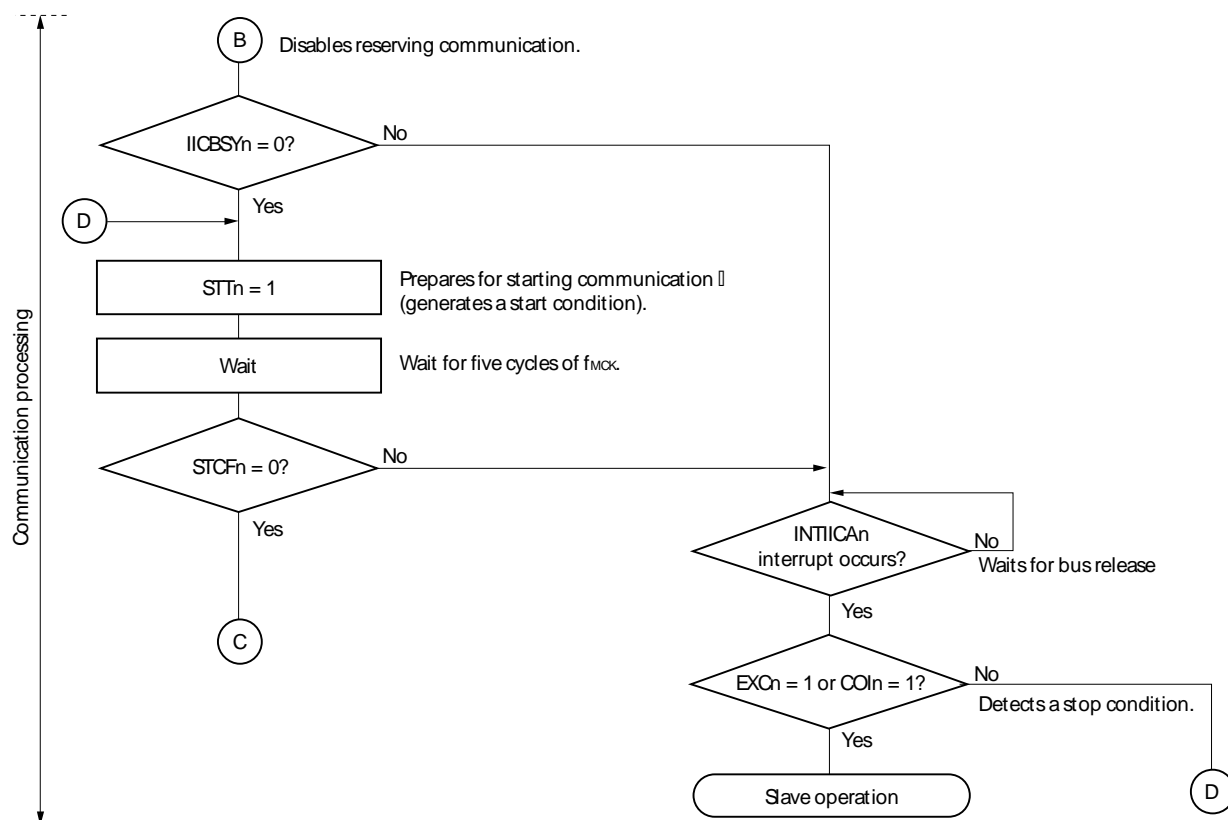 B
Disables reserving communication.
IICBSYn = 0?
No
Yes
D
STTn = 1
Prepares for starting communication
(generates a start condition).
Wait
Wait for five cycles of fMCK.
STCFn = 0?
No
Yes
C
INTIICAn
interrupt occurs?
No
Waits for bus release
Yes
EXCn = 1 or COIn = 1?
No
Detects a stop condition.
Yes
Slave operation
D
Communication processing